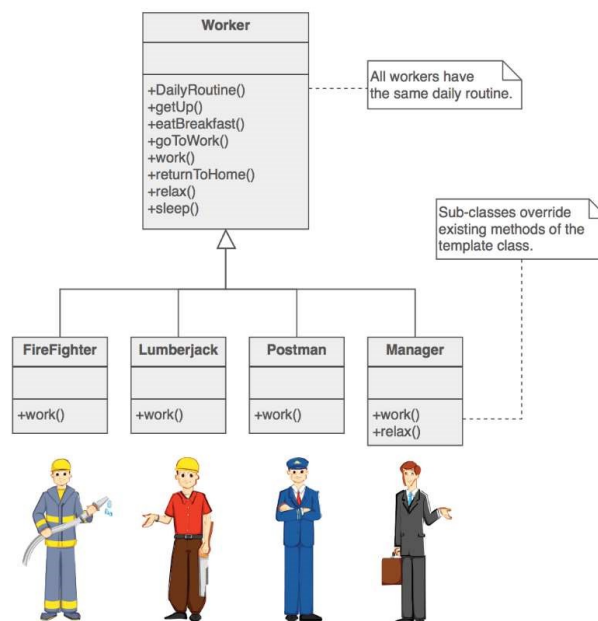 Worker
+DailyRoutine()
+getUp()
+eatBreakfast()
+goToWork()
+work()
+returnToHome()
+relax()
+sleep()
All workers have
the same daily routine.
Sub-classes override
existing methods of the
template class.
FireFighter
+work()
Lumberjack
+work()
Postman
+work()
Manager
+work()
+relax()